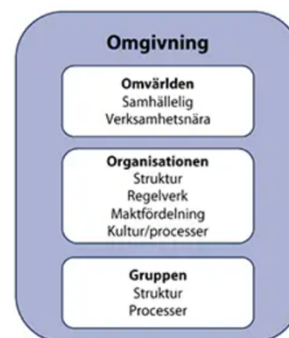 Omgivning
Omvärlden
Samhällelig
Verksamhetsnära
Organisationen
Struktur
Regelverk
Maktfördelning
Kultur/processer
Gruppen
Struktur
Processer